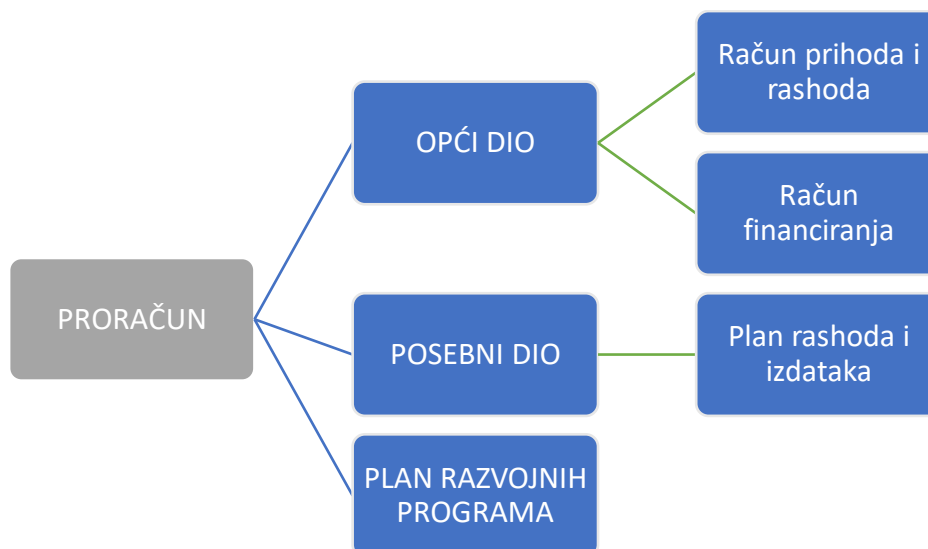 PRORAČUN
OPĆI DIO
Račun prihoda i
rashoda
Račun
financiranja
POSEBNI DIO
Plan rashoda i
izdataka
PLAN RAZVOJNIH
PROGRAMA